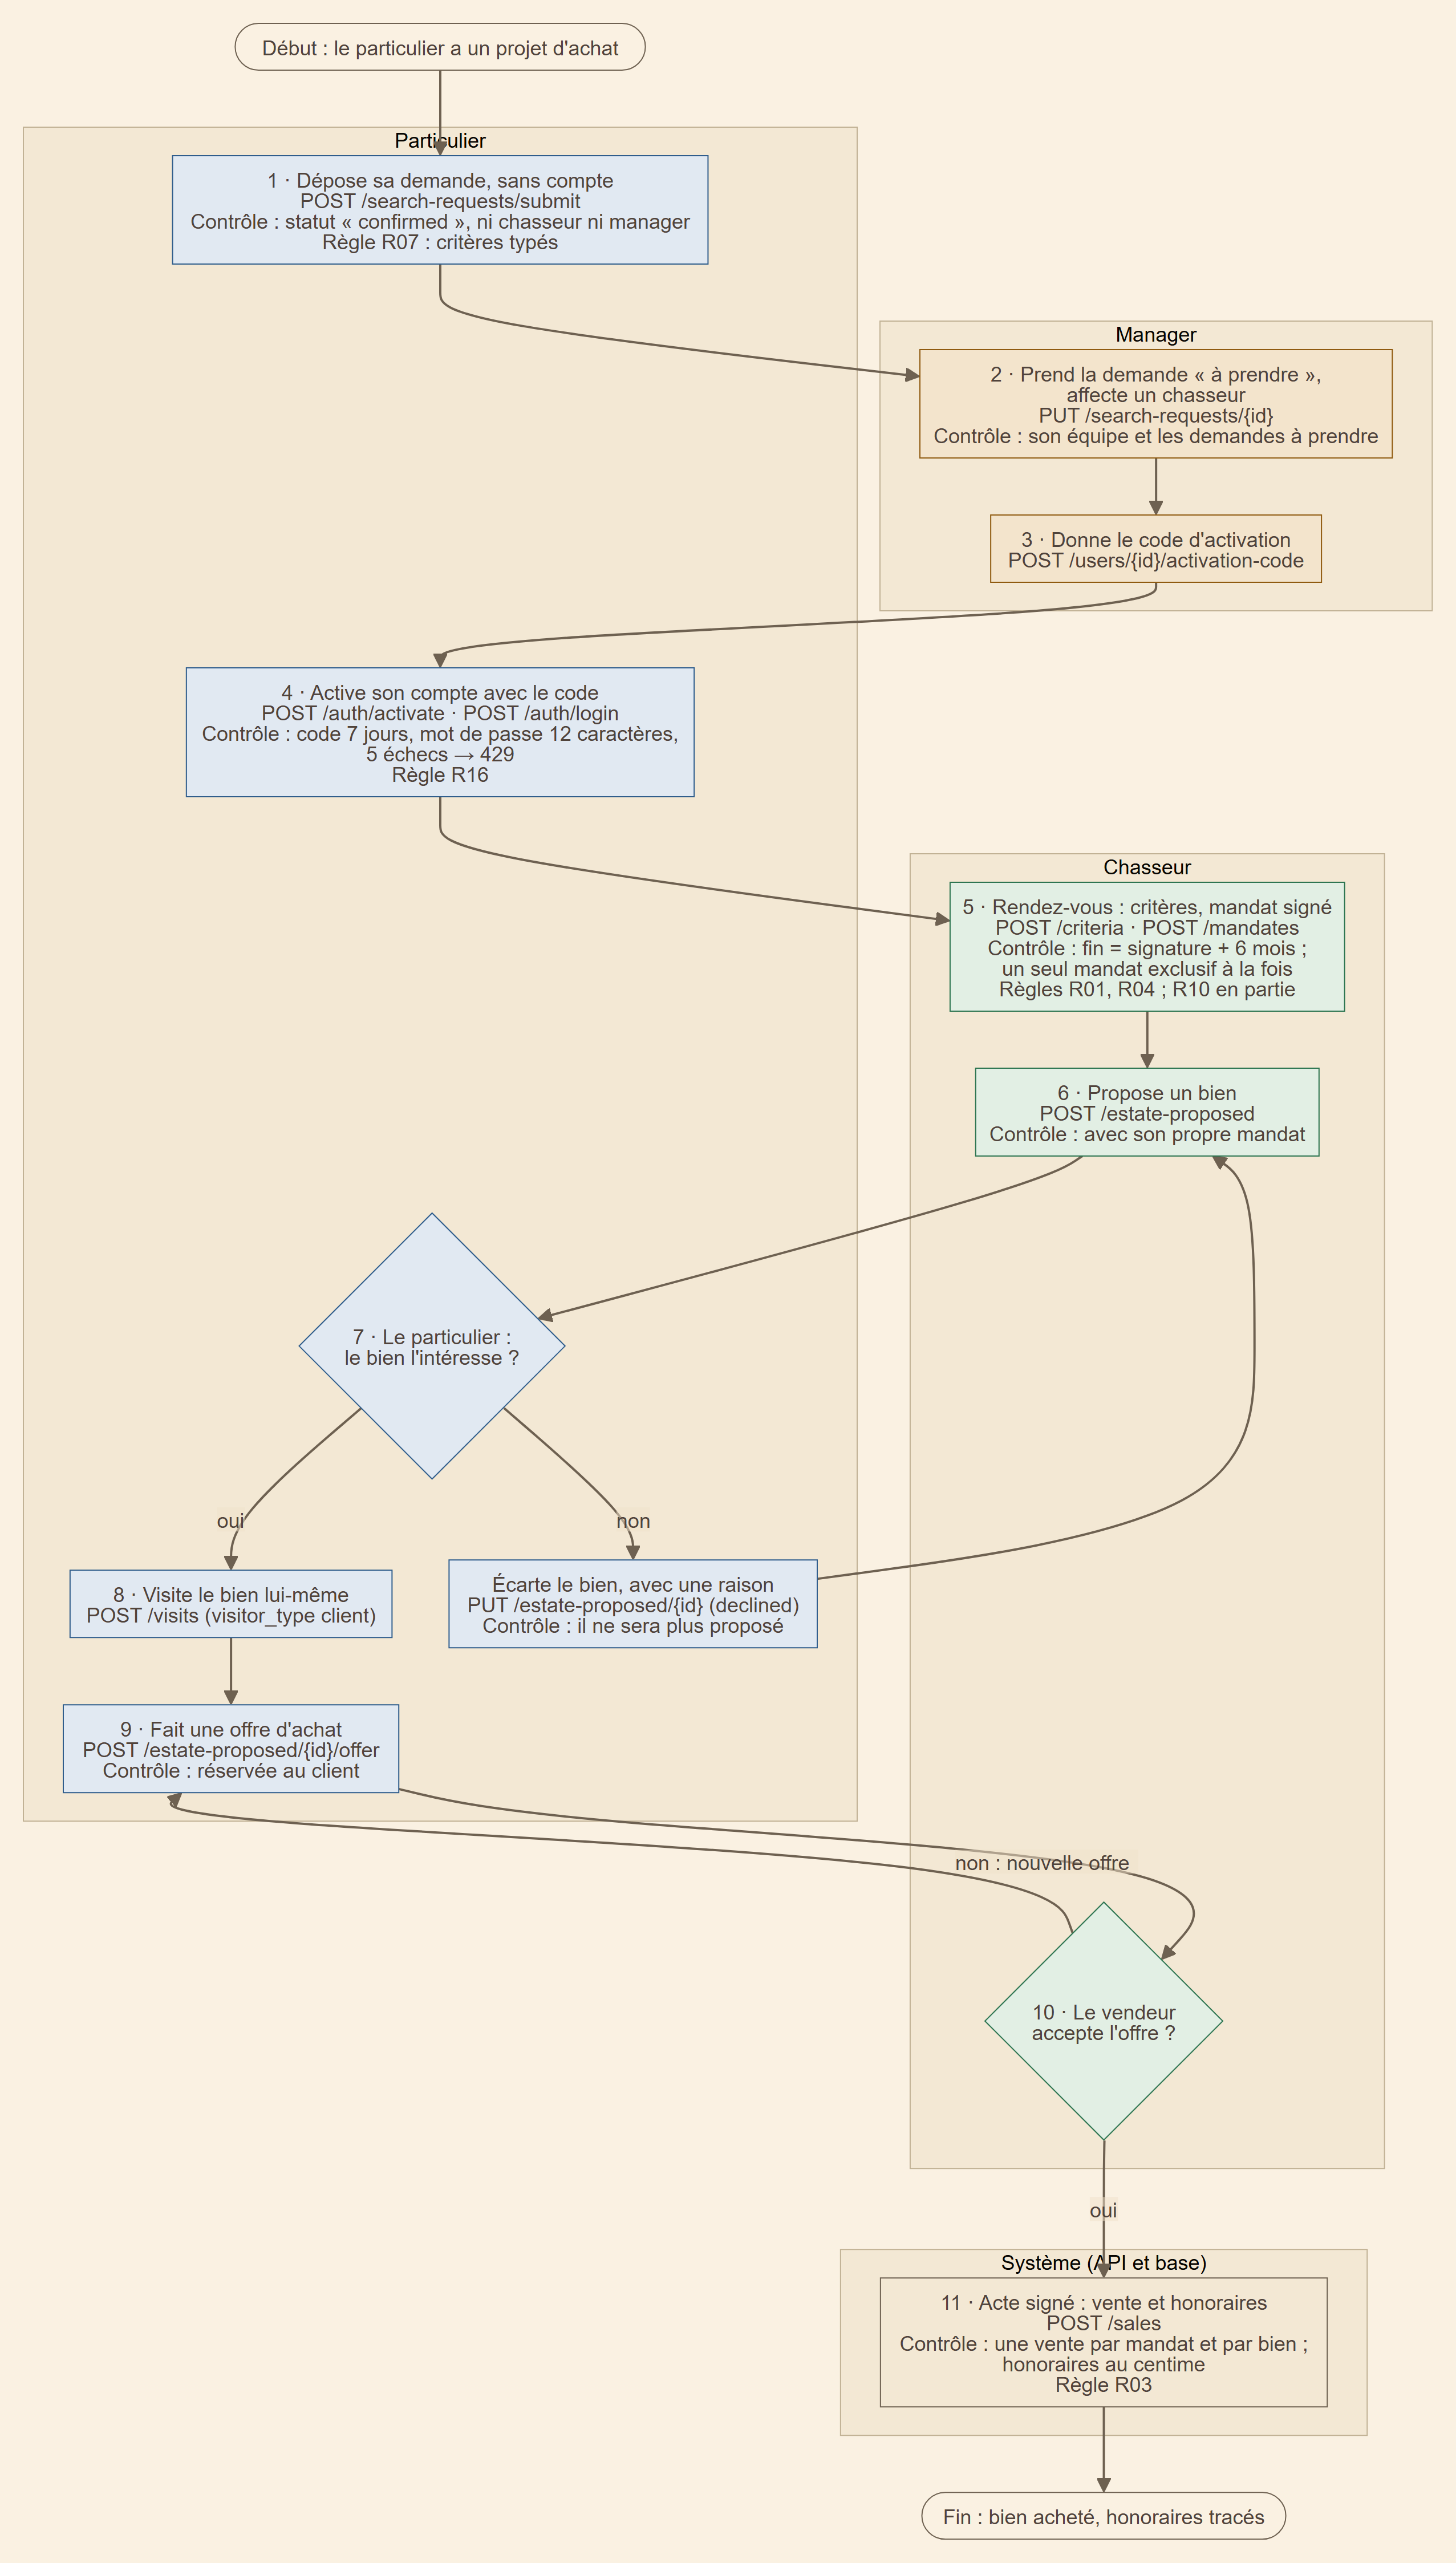 Début : le particulier a un projet d'achat
Particulier
1 · Dépose sa demande, sans compte
POST /search-requests/submit
Contrôle : statut « confirmed », ni chasseur ni manager
Règle R07 : critères typés
Manager
2 · Prend la demande « à prendre »,
affecte un chasseur
PUT /search-requests/{id}
Contrôle : son équipe et les demandes à prendre
3 · Donne le code d'activation
POST /users/{id}/activation-code
4 · Active son compte avec le code
POST /auth/activate · POST /auth/login
Contrôle : code 7 jours, mot de passe 12 caractères,
5 échecs → 429
Règle R16
Chasseur
5 · Rendez-vous : critères, mandat signé
POST /criteria · POST /mandates
Contrôle : fin = signature + 6 mois ;
un seul mandat exclusif à la fois
Règles R01, R04 ; R10 en partie
6 · Propose un bien
POST /estate-proposed
Contrôle : avec son propre mandat
7 · Le particulier :
le bien l'intéresse ?
oui
non
8 · Visite le bien lui-même
POST /visits (visitor_type client)
Écarte le bien, avec une raison
PUT /estate-proposed/{id} (declined)
Contrôle : il ne sera plus proposé
9 · Fait une offre d'achat
POST /estate-proposed/{id}/offer
Contrôle : réservée au client
non : nouvelle offre
10 · Le vendeur
accepte l'offre ?
oui
Système (API et base)
11 · Acte signé : vente et honoraires
POST /sales
Contrôle : une vente par mandat et par bien ;
honoraires au centime
Règle R03
Fin : bien acheté, honoraires tracés